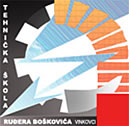 TEHNIČKA ŠKOLA
RUĐERA BOŠKOVIĆA VINKOVCI